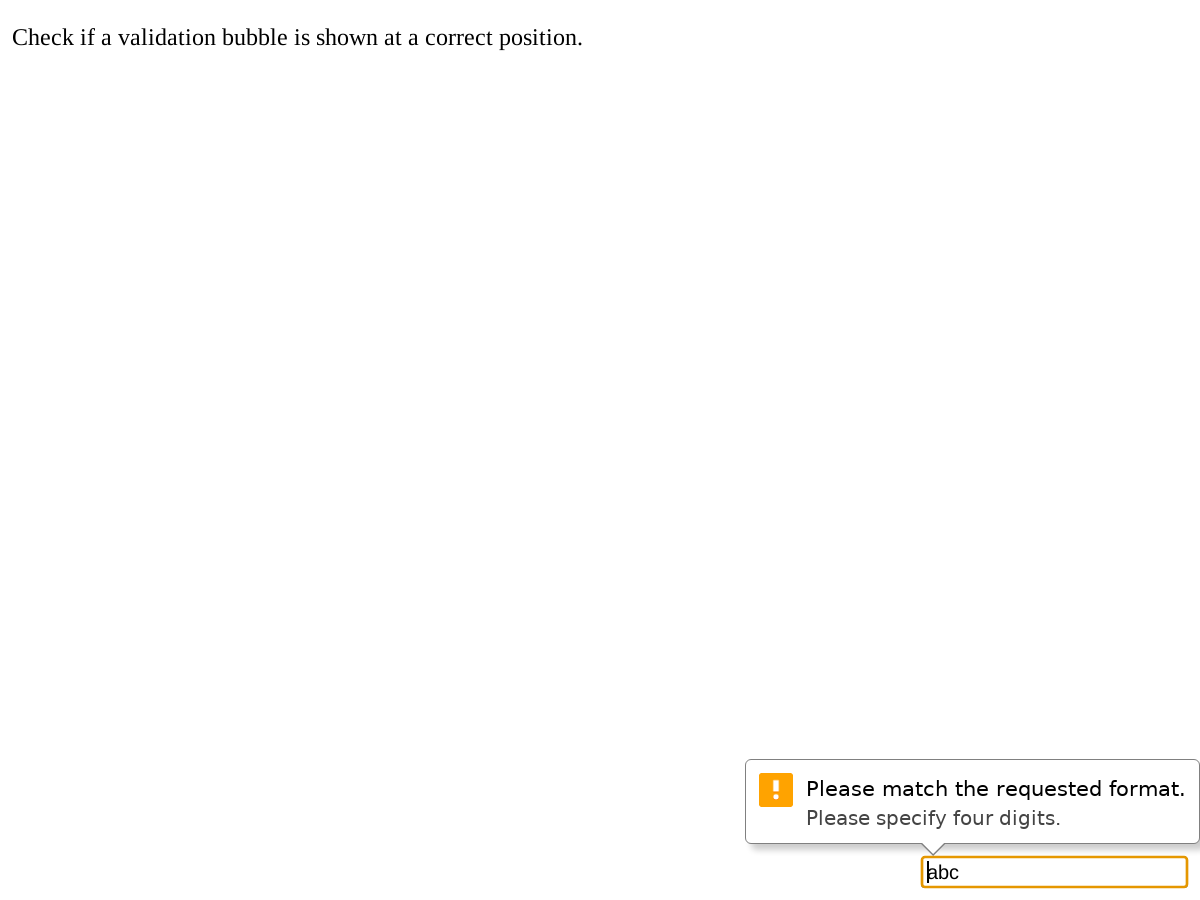 Check if a validation bubble is shown at a correct position.
Please match the requested format.
Please specify four digits.
abc